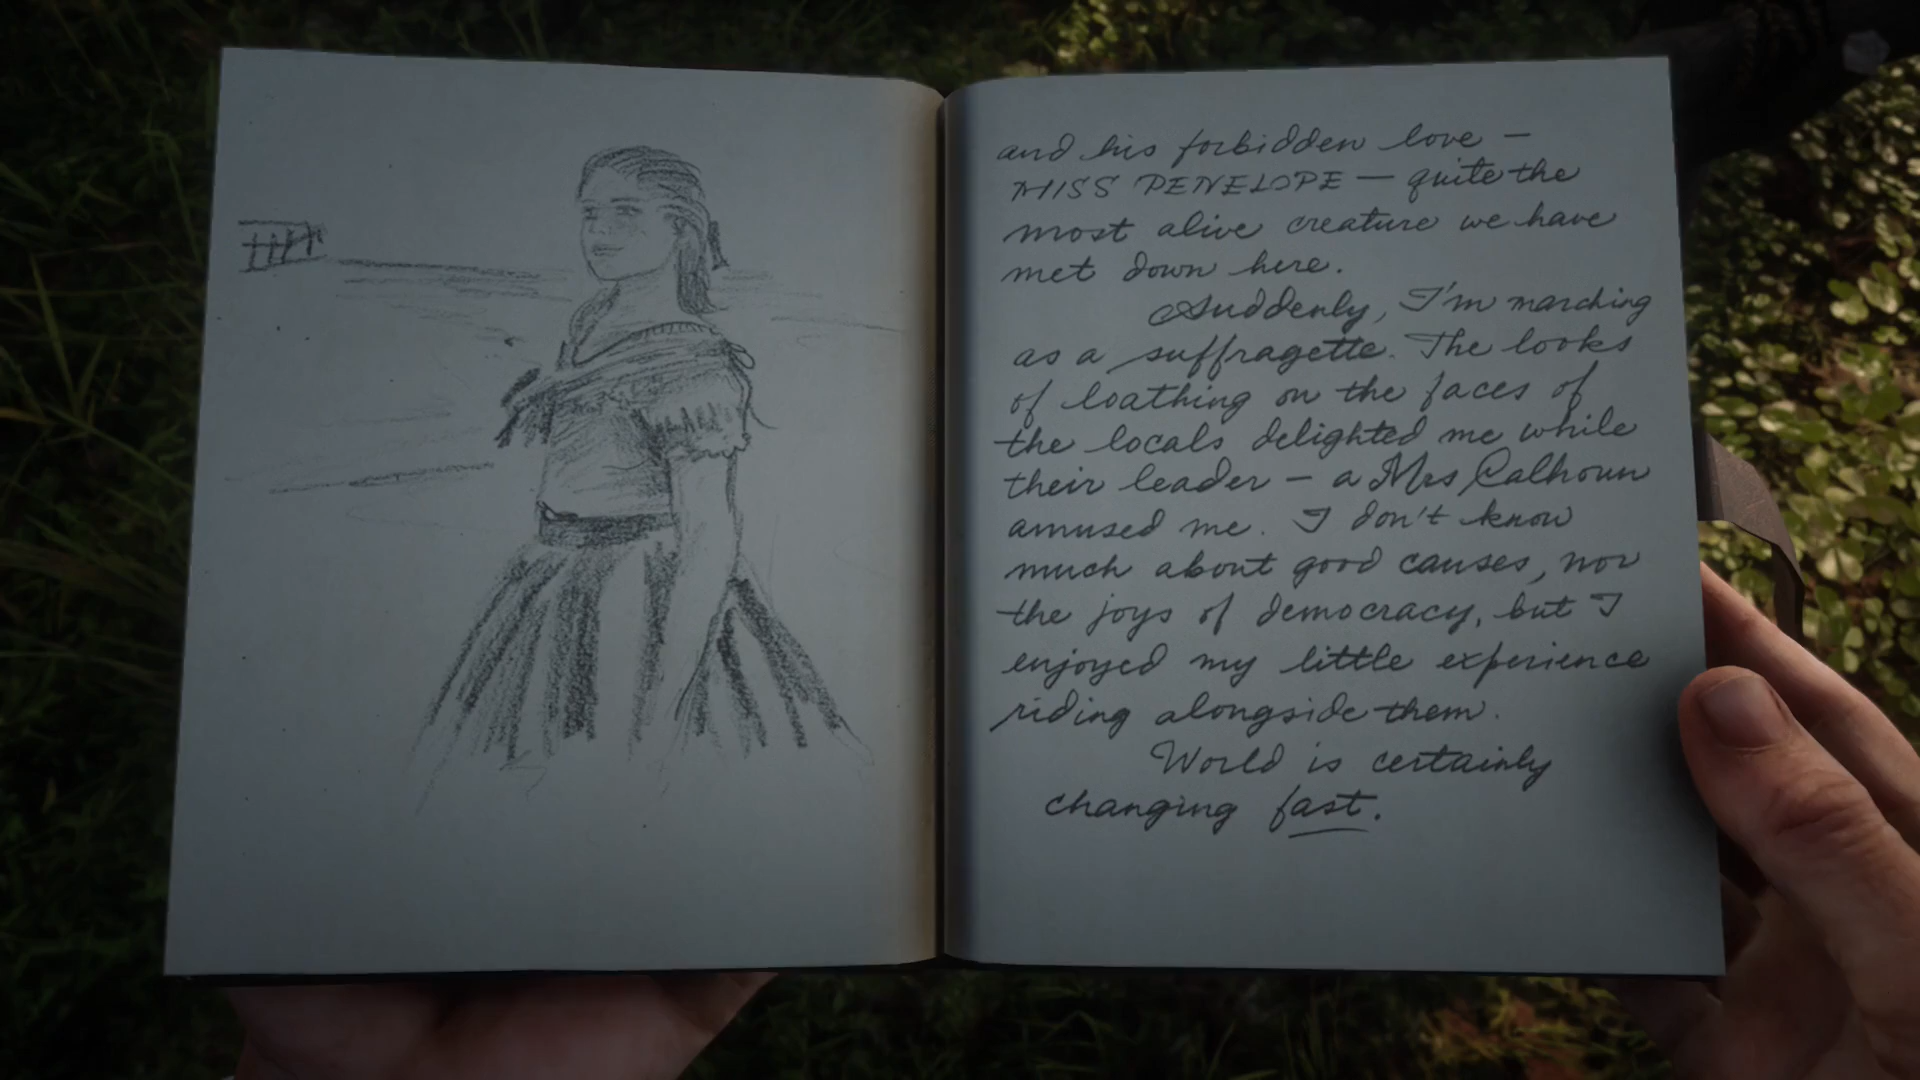 and his forbidden love –
MISS PENELOPE – quite the
most alive creature we have
met down here.
Suddenly, I'm marching
as a suffragette. The looks
of loathing on the faces of
the locals delighted me while
their leader – a Mrs Calhoun
amused me. I don't know
much about good causes, nor
the joys of democracy, but I
enjoyed my little experience
riding alongside them.
World is certainly
changing fast.